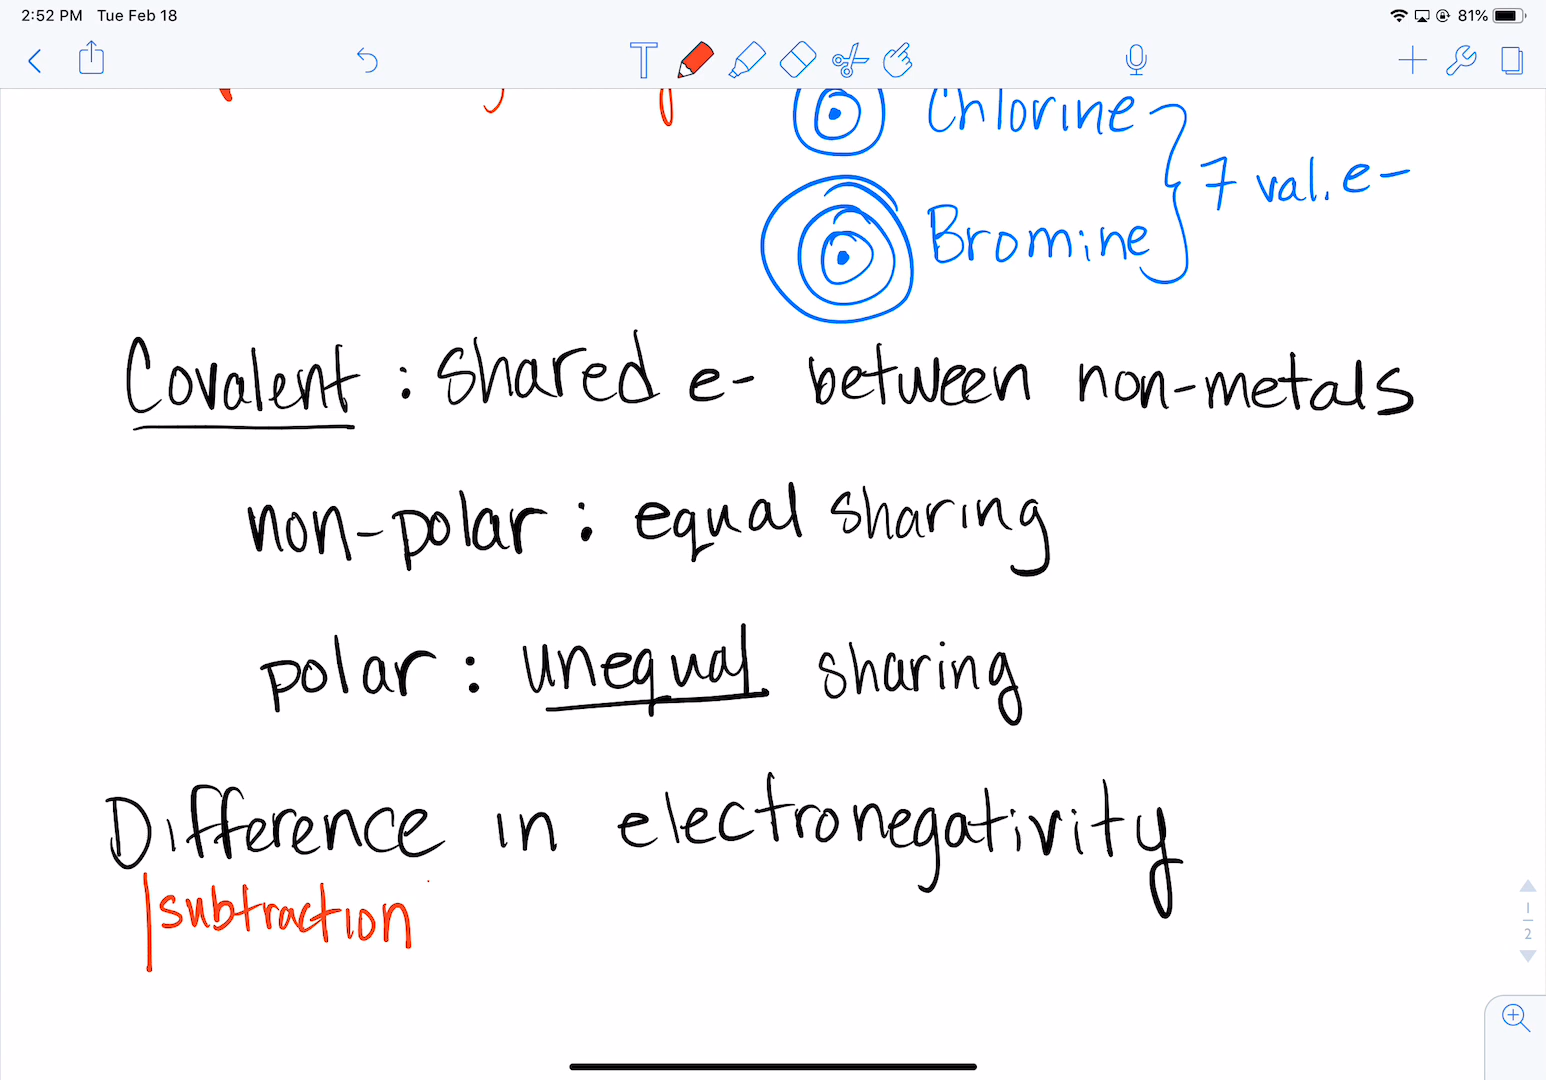 2:52 PM Tue Feb 18
81%
T
Chlorine
7 val. e-
Bromine
Covalent : shared e- between non-metals
non-polar : equal sharing
polar : unequal sharing
Difference in electronegativity
|subtraction
1
2